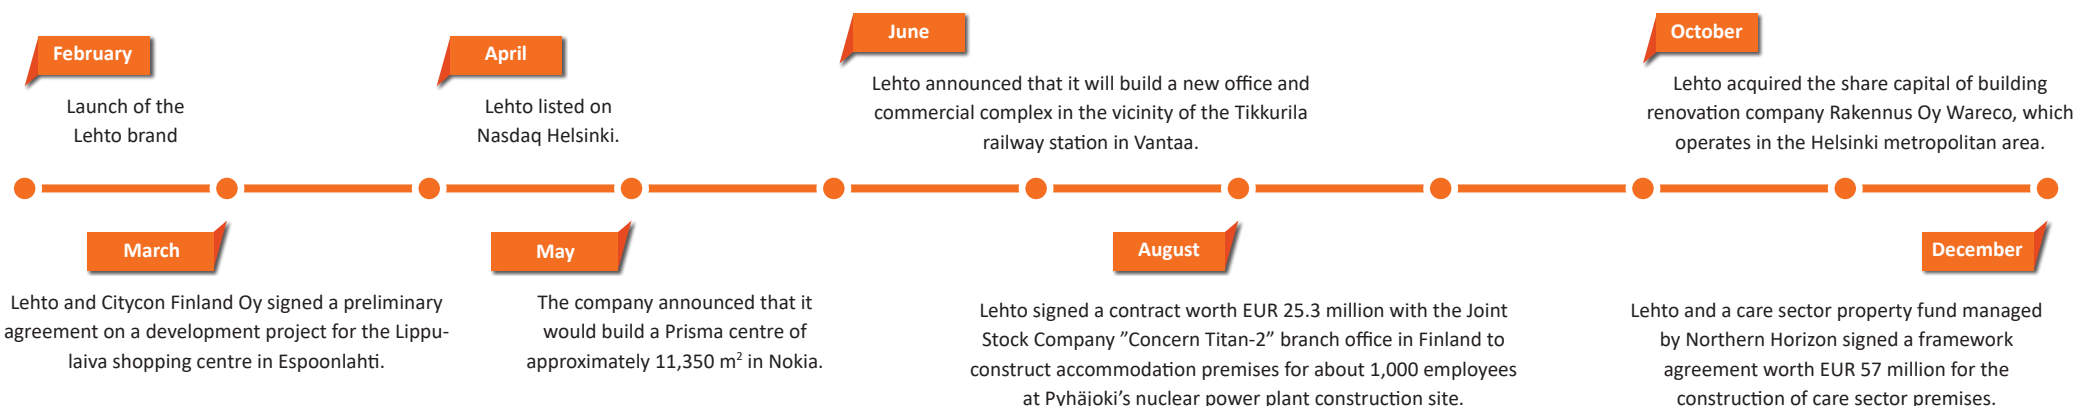 February
Launch of the
Lehto brand
March
Lehto and Citycon Finland Oy signed a preliminary
agreement on a development project for the Lippu-
laiva shopping centre in Espoonlahti.
April
Lehto listed on
Nasdaq Helsinki.
May
The company announced that it
would build a Prisma centre of
approximately 11,350 m² in Nokia.
June
Lehto announced that it will build a new office and
commercial complex in the vicinity of the Tikkurila
railway station in Vantaa.
August
Lehto signed a contract worth EUR 25.3 million with the Joint
Stock Company ”Concern Titan-2” branch office in Finland to
construct accommodation premises for about 1,000 employees
at Pyhäjoki’s nuclear power plant construction site.
October
Lehto acquired the share capital of building
renovation company Rakennus Oy Wareco, which
operates in the Helsinki metropolitan area.
December
Lehto and a care sector property fund managed
by Northern Horizon signed a framework
agreement worth EUR 57 million for the
construction of care sector premises.